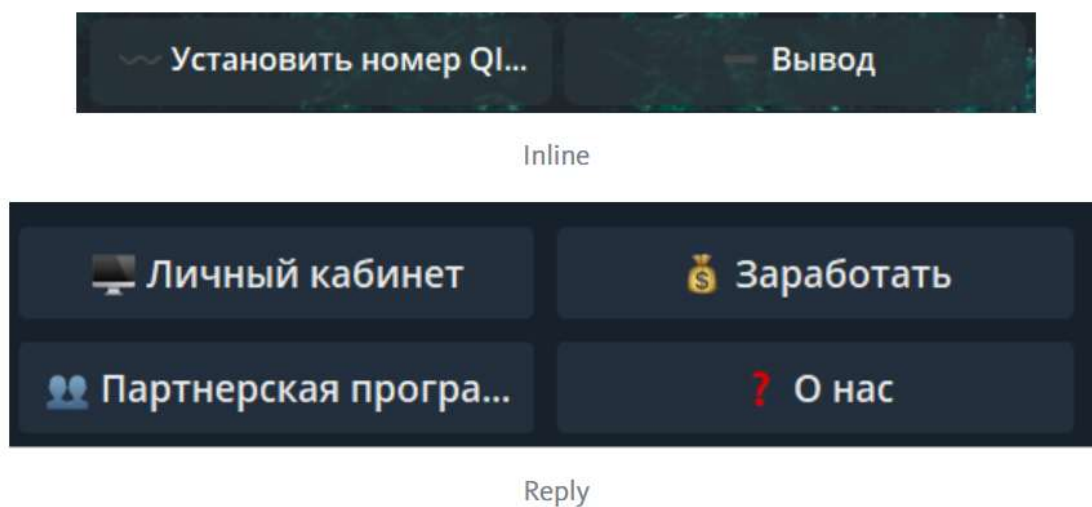 〰️ Установить номер QI...
➖ Вывод
Inline
🖥 Личный кабинет
💰 Заработать
👥 Партнерская програ...
❓ О нас
Reply